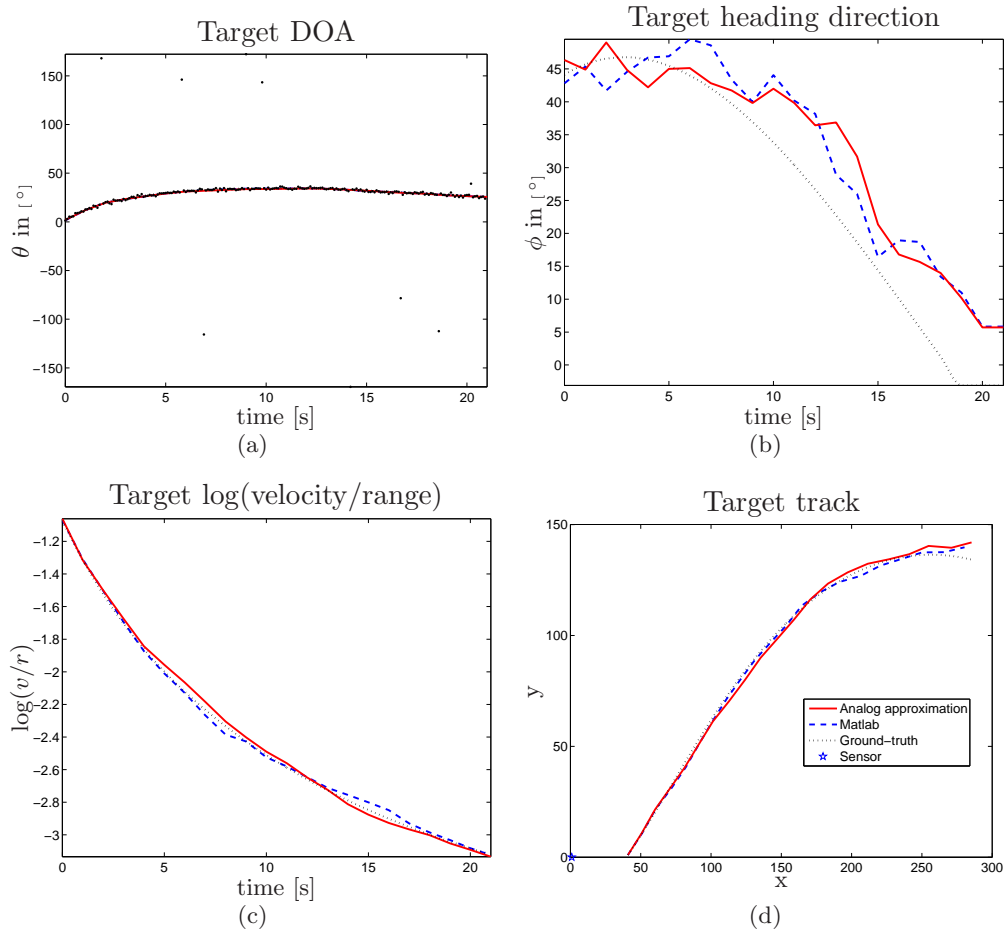 Target DOA
150
100
50
0
−50
−100
−150
θ in [°]
0
5
10
15
20
time [s]
(a)
Target heading direction
45
40
35
30
25
20
15
10
5
0
ϕ in [°]
0
5
10
15
20
time [s]
(b)
Target log(velocity/range)
−1.2
−1.4
−1.6
−1.8
−2
−2.2
−2.4
−2.6
−2.8
−3
log(v/r)
0
5
10
15
20
time [s]
(c)
Target track
150
100
50
0
y
Analog approximation
Matlab
Ground−truth
Sensor
0
50
100
150
200
250
300
x
(d)